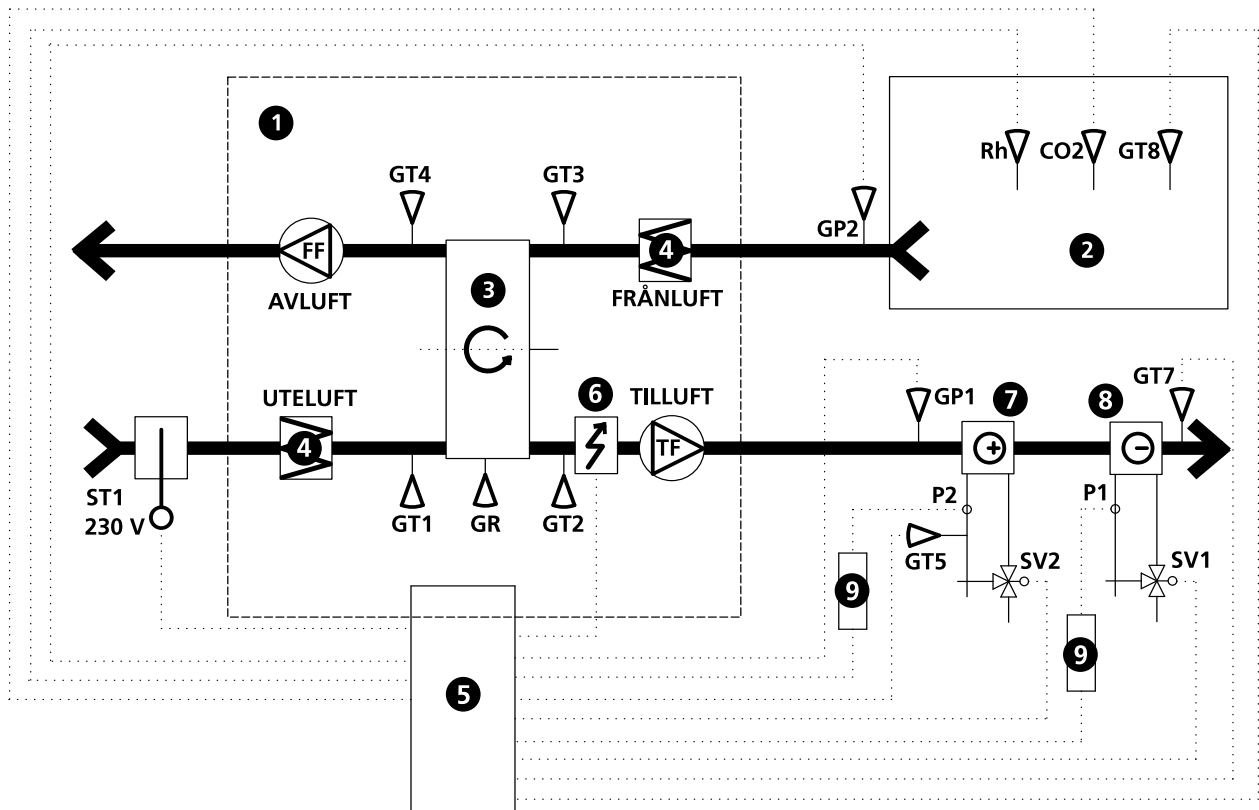 1
Rh
CO2
GT8
GT4
GT3
GP2
2
FF
4
3
AVLUFT
FRÅNLUFT
UTELUFT
6
TILLUFT
GP1
7
8
GT7
4
TF
ST1
230 V
GT1
GR
GT2
P2
P1
GT5
SV2
SV1
9
9
5